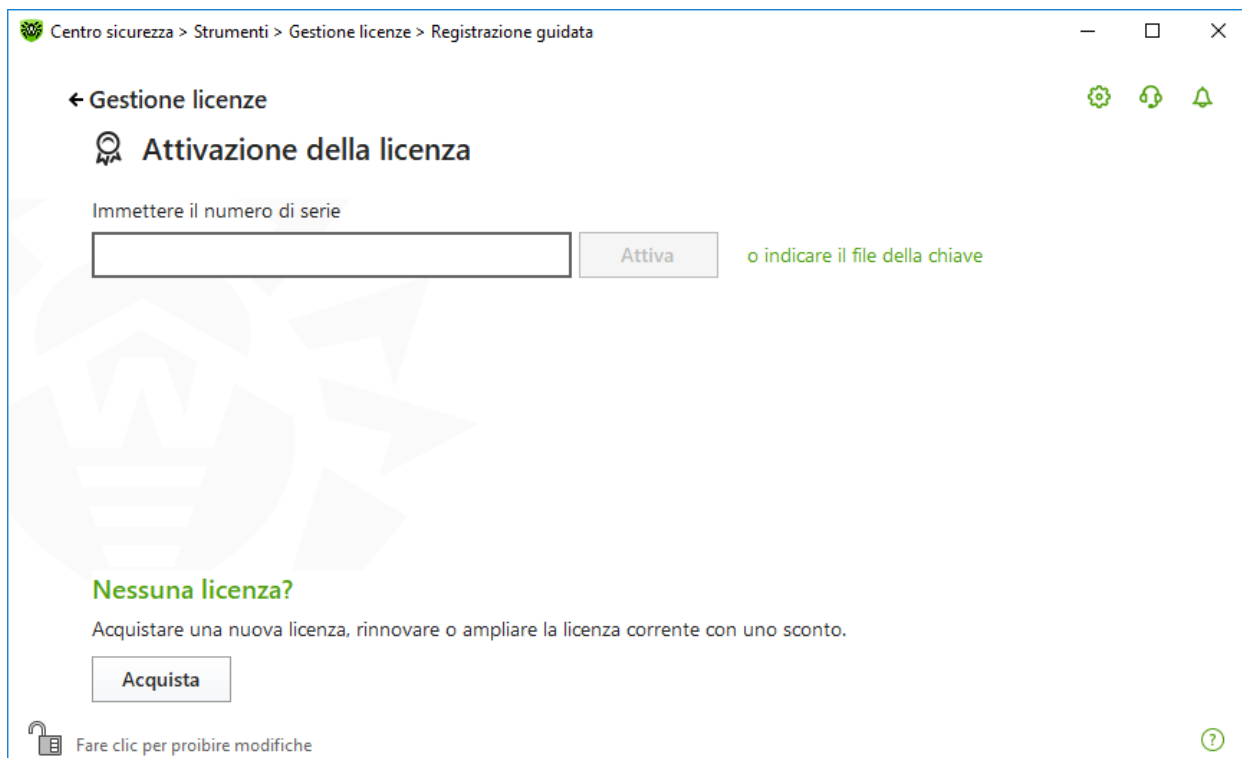 Centro sicurezza > Strumenti > Gestione licenze > Registrazione guidata
Gestione licenze
Attivazione della licenza
Immettere il numero di serie
Attiva
o indicare il file della chiave
Nessuna licenza?
Acquistare una nuova licenza, rinnovare o ampliare la licenza corrente con uno sconto.
Acquista
Fare clic per proibire modifiche